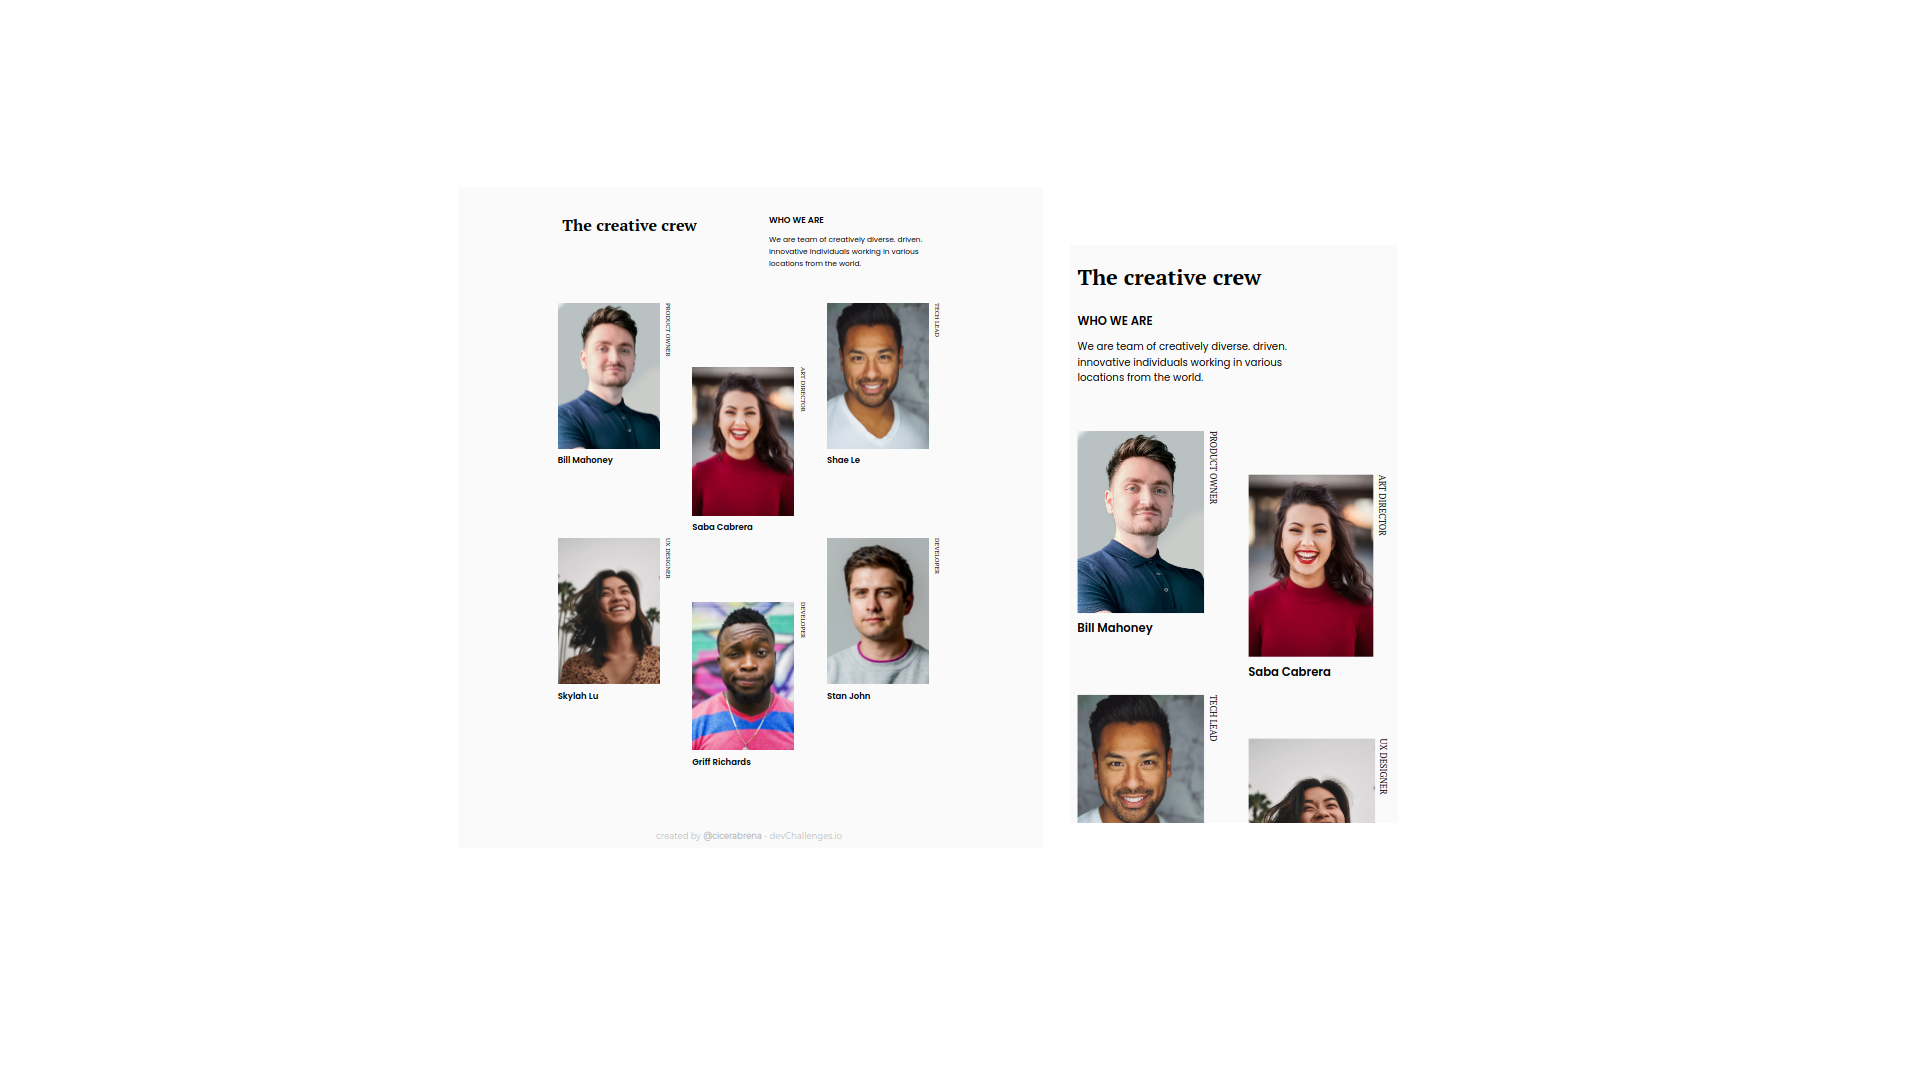 The creative crew
WHO WE ARE
We are team of creatively diverse. driven.
innovative individuals working in various
locations from the world.
PRODUCT OWNER
Bill Mahoney
ART DIRECTOR
Saba Cabrera
TECH LEAD
Shae Le
UX DESIGNER
Skylah Lu
DEVELOPER
Griff Richards
DEVELOPER
Stan John
created by @cicerabrena - devChallenges.io
The creative crew
WHO WE ARE
We are team of creatively diverse. driven.
innovative individuals working in various
locations from the world.
PRODUCT OWNER
Bill Mahoney
ART DIRECTOR
Saba Cabrera
TECH LEAD
UX DESIGNER